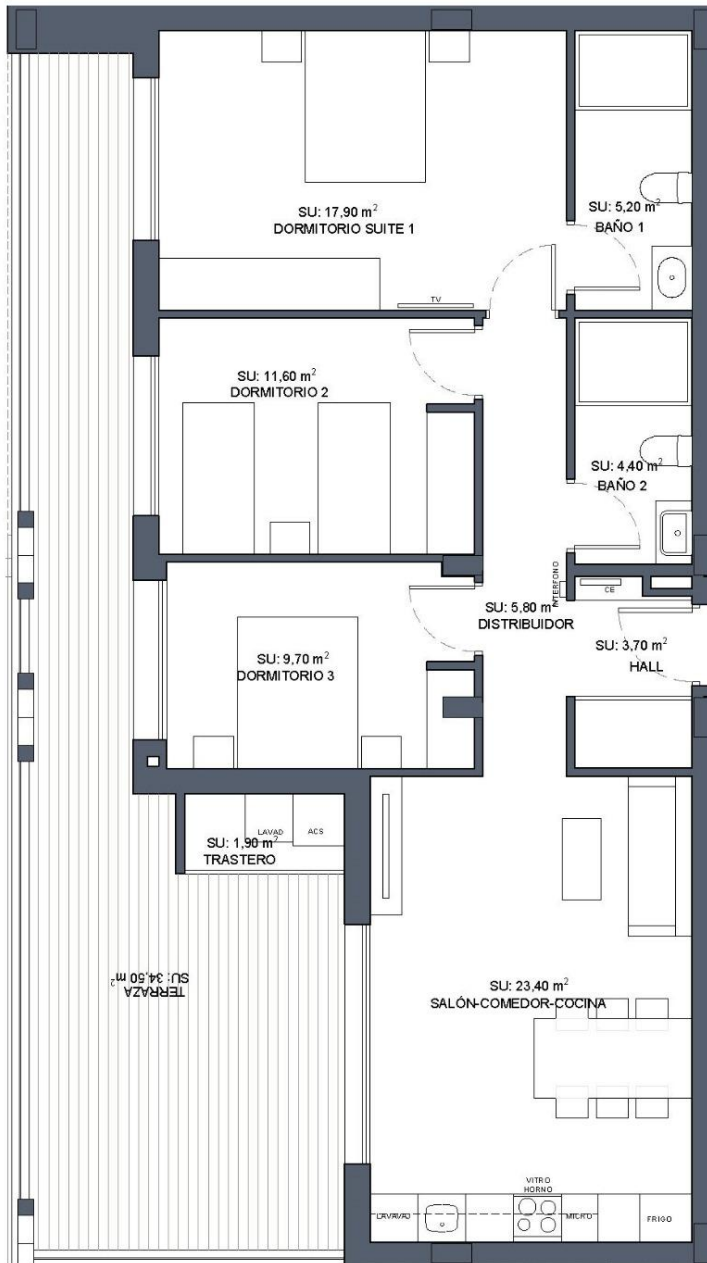 SU: 17,90 m²
DORMITORIO SUITE 1
SU: 5,20 m²
BAÑO 1
TV
SU: 11,60 m²
DORMITORIO 2
SU: 4,40 m²
BAÑO 2
INTERFONO
CE
SU: 5,80 m²
DISTRIBUIDOR
SU: 3,70 m²
HALL
SU: 9,70 m²
DORMITORIO 3
LAVAD
ACS
SU: 1,90 m²
TRASTERO
TERRAZA
SU: 34,50 m²
SU: 23,40 m²
SALÓN-COMEDOR-COCINA
VITRO
HORNO
LAVAVAJ
MICRO
FRIGO